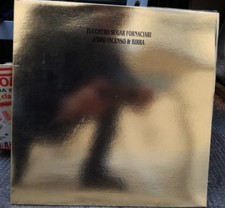 ZUCCHERO SUGAR FORNACIARI
ORO INCENSO & BIRRA